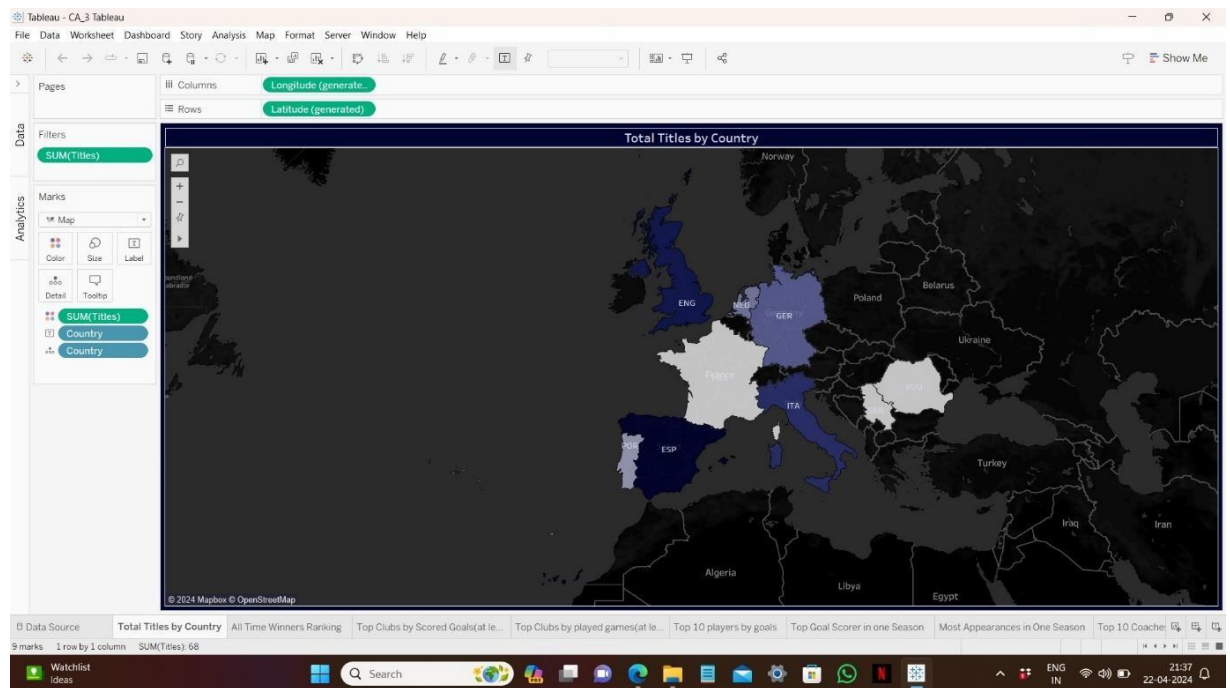 Tableau - CA_3 Tableau
File Data Worksheet Dashboard Story Analysis Map Format Server Window Help
Show Me
Pages
iii Columns
Longitude (generate..
Rows
Latitude (generated)
Data
Analytics
Filters
SUM(Titles)
Marks
Map
Color Size Label
Detail Tooltip
SUM(Titles)
Country
Country
Total Titles by Country
Norway
Belarus
Poland
ENG
NED
GER
Ukraine
France
ROU
ITA
POR
ESP
Turkey
Iraq
Iran
Algeria
Libya
Egypt
© 2024 Mapbox © OpenStreetMap
Data Source Total Titles by Country All Time Winners Ranking Top Clubs by Scored Goals(at le... Top Clubs by played games(at le... Top 10 players by goals Top Goal Scorer in one Season Most Appearances in One Season Top 10 Coache
9 marks 1 row by 1 column SUM(Titles): 68
Watchlist
Ideas
Search
ENG
IN
21:37
22-04-2024